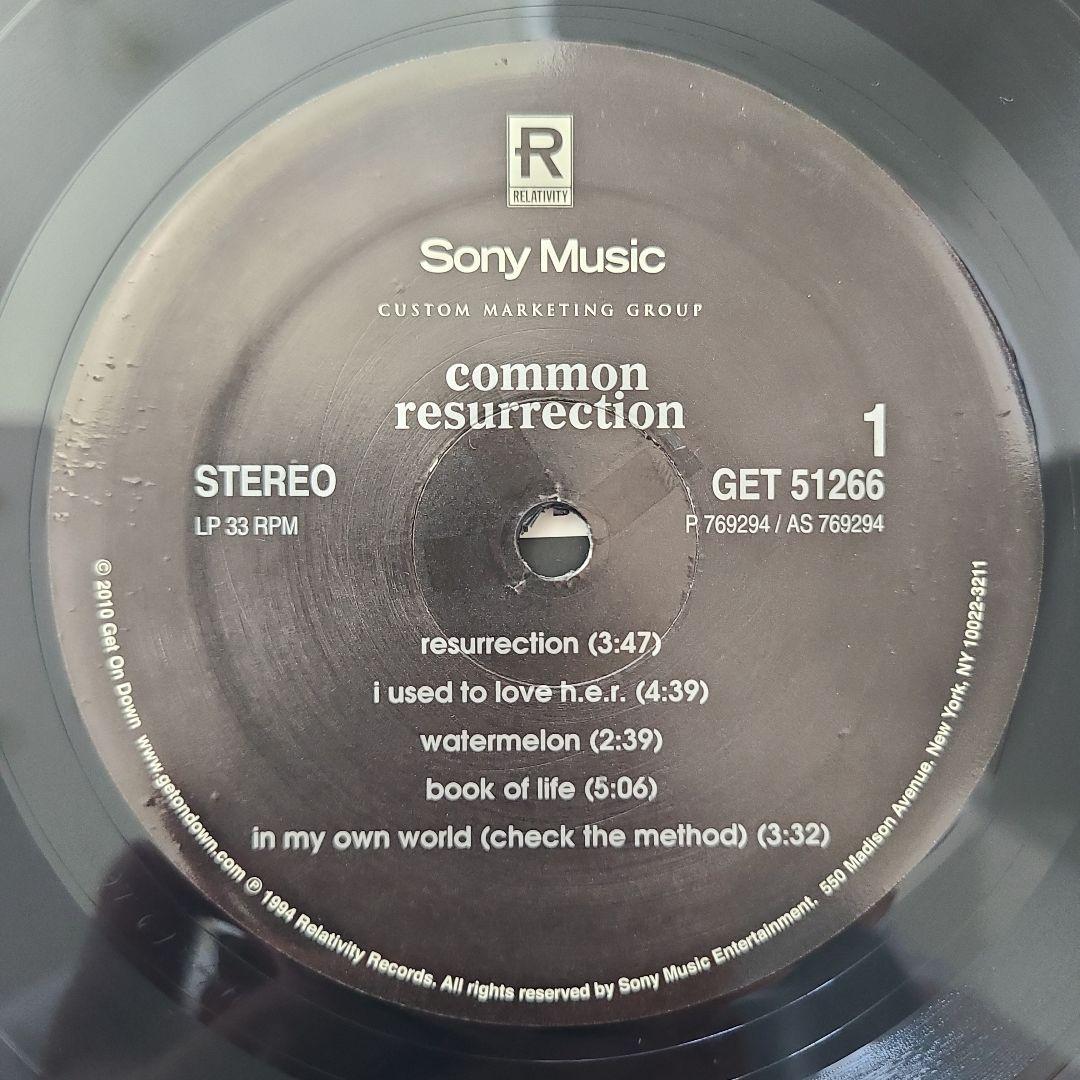 R
RELATIVITY
Sony Music
CUSTOM MARKETING GROUP
common
resurrection
1
STEREO
GET 51266
LP 33 RPM
P 769294 / AS 769294
resurrection (3:47)
i used to love h.e.r. (4:39)
watermelon (2:39)
book of life (5:06)
in my own world (check the method) (3:32)
© 2010 Get On Down www.getondown.com ℗ 1994 Relativity Records. All rights reserved by Sony Music Entertainment, 550 Madison Avenue, New York, NY 10022-3211